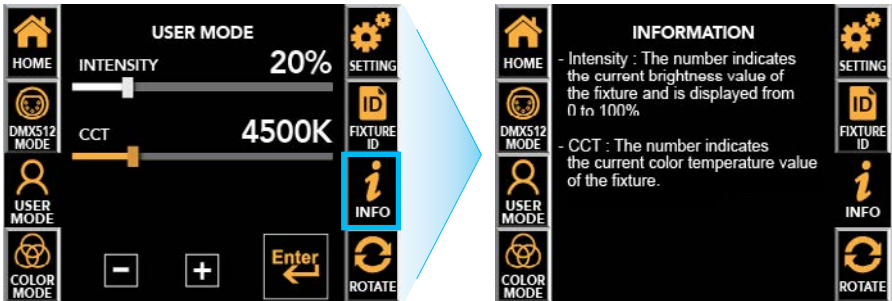 USER MODE
HOME
INTENSITY
20%
SETTING
DMX512
MODE
CCT
4500K
ID
FIXTURE
ID
USER
MODE
i
INFO
COLOR
MODE
-
+
Enter
ROTATE
INFORMATION
HOME
- Intensity : The number indicates
the current brightness value of
the fixture and is displayed from
0 to 100%.
SETTING
DMX512
MODE
- CCT : The number indicates
the current color temperature value
of the fixture.
ID
FIXTURE
ID
USER
MODE
i
INFO
COLOR
MODE
ROTATE